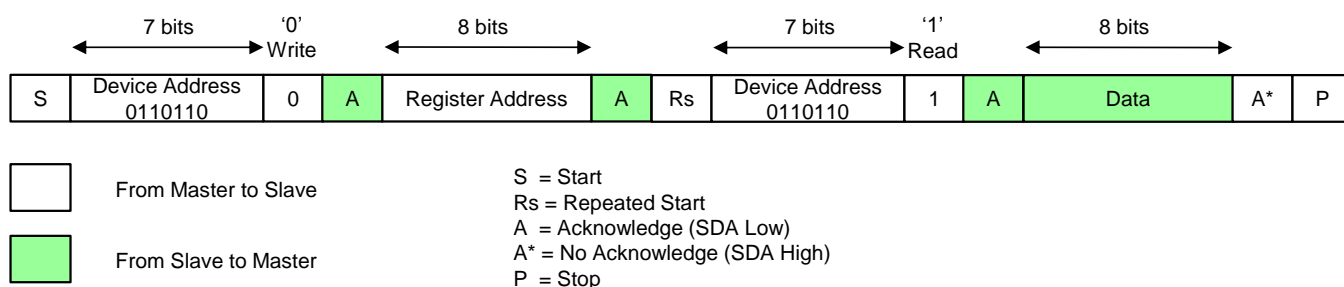 7 bits ‘0’ 8 bits 7 bits ‘1’ 8 bits
Write Read
S Device Address 0 A Register Address A Rs Device Address 1 A Data A* P
0110110 0110110
From Master to Slave
From Slave to Master
S = Start
Rs = Repeated Start
A = Acknowledge (SDA Low)
A* = No Acknowledge (SDA High)
P = Stop